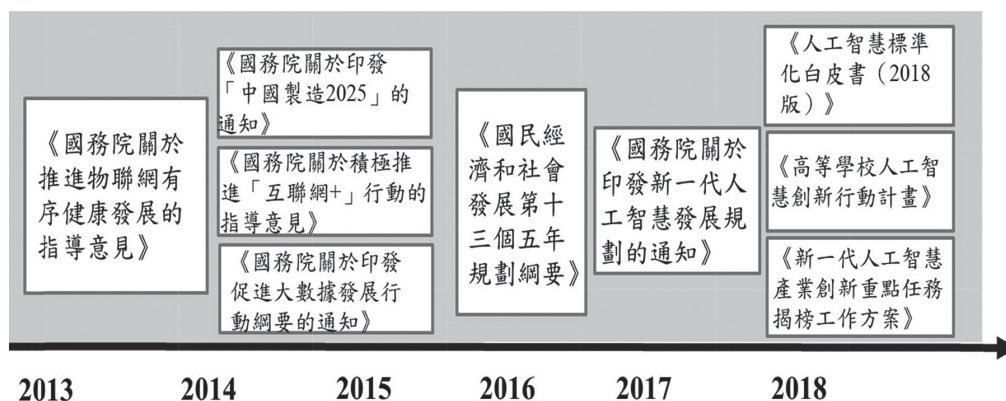 《國務院關於
推進物聯網有
序健康發展的
指導意見》
《國務院關於印發
「中國製造2025」的
通知》
《國務院關於積極推
進「互聯網+」行動的
指導意見》
《國務院關於印發
促進大數據發展行
動綱要的通知》
《國民經
濟和社會
發展第十
三個五年
規劃綱要》
《國務院關於
印發新一代人
工智慧發展規
劃的通知》
《人工智慧標準
化白皮書（2018
版）》
《高等學校人工智
慧創新行動計畫》
《新一代人工智慧
產業創新重點任務
揭榜工作方案》
2013 2014 2015 2016 2017 2018